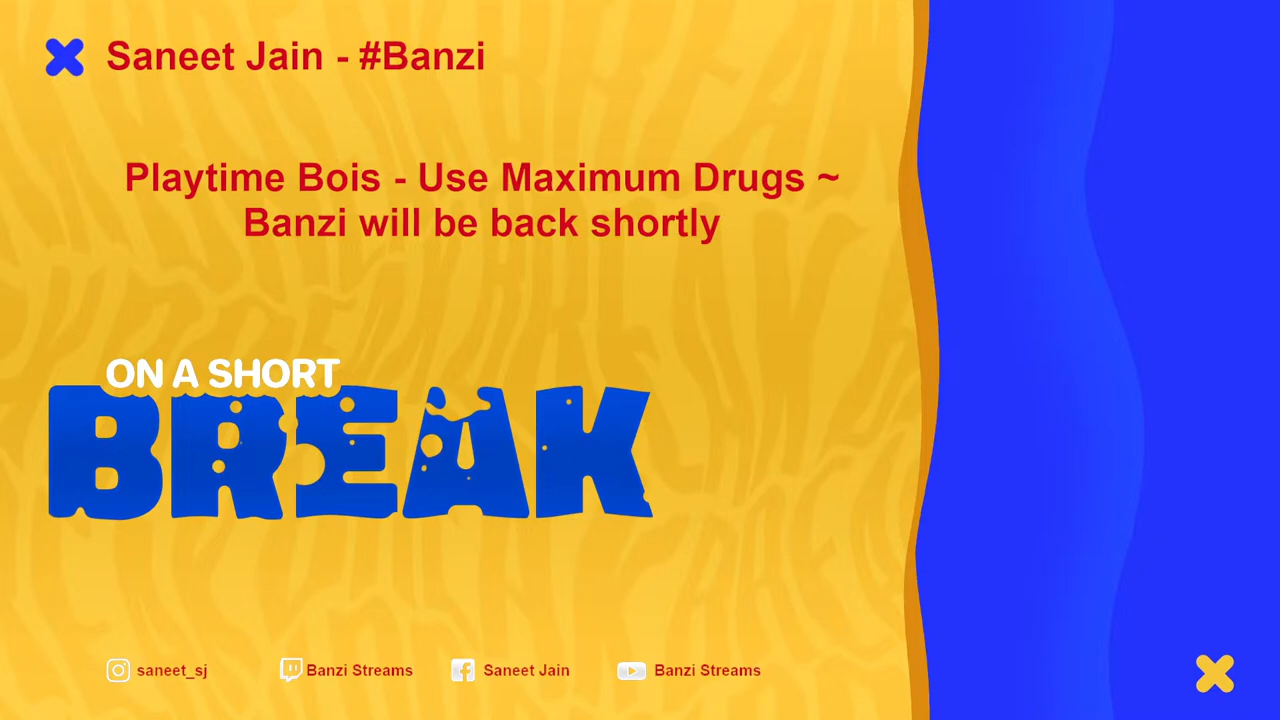 Saneet Jain - #Banzi
Playtime Bois - Use Maximum Drugs ~
Banzi will be back shortly
ON A SHORT
BREAK
saneet_sj
Banzi Streams
Saneet Jain
Banzi Streams